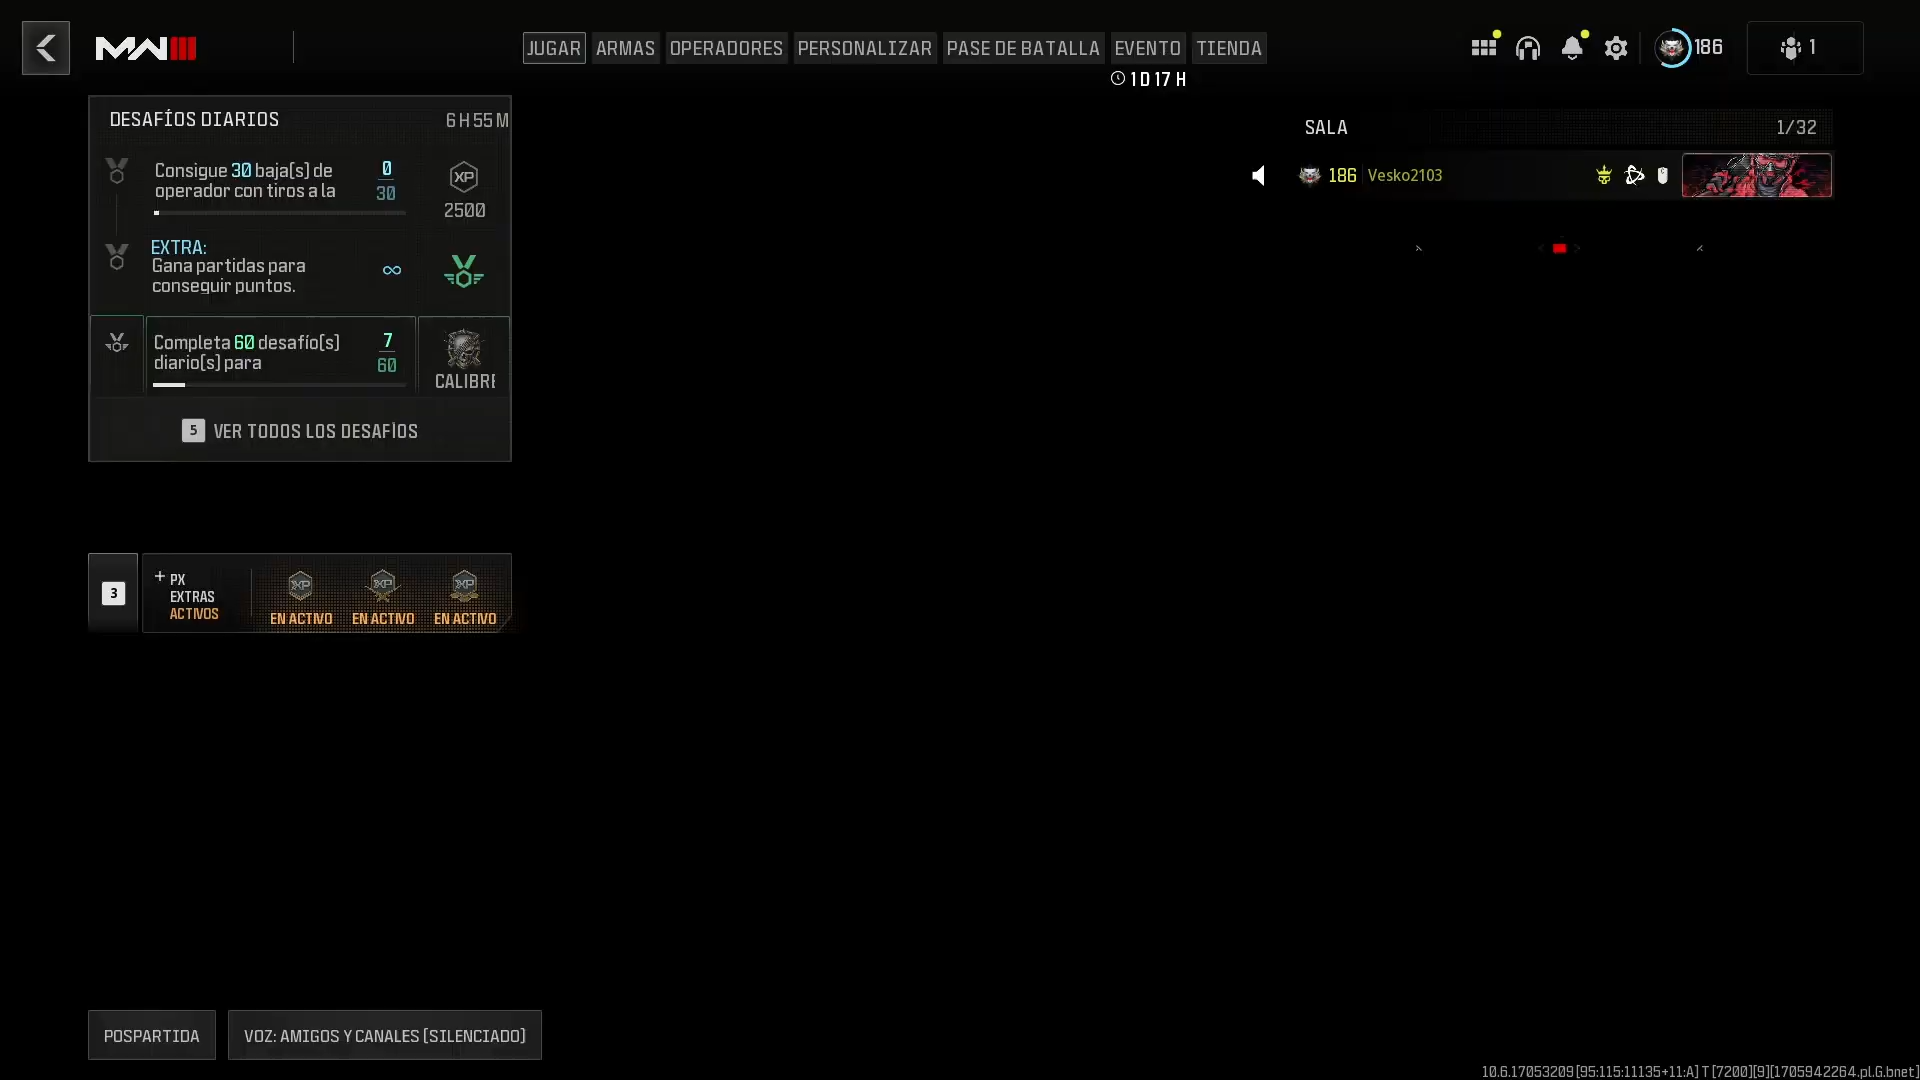 MWIII
JUGAR ARMAS OPERADORES PERSONALIZAR PASE DE BATALLA EVENTO TIENDA
186
1
1 D 17 H
DESAFÍOS DIARIOS 6 H 55 M
Consigue 30 baja(s) de
operador con tiros a la
0
30
XP
2500
EXTRA:
Gana partidas para
conseguir puntos.
∞
Completa 60 desafío(s)
diario(s) para
7
60
CALIBRE
5 VER TODOS LOS DESAFÍOS
3
+ PX
EXTRAS
ACTIVOS
XP XP XP
EN ACTIVO EN ACTIVO EN ACTIVO
SALA 1/32
186 Vesko2103
POSPARTIDA
VOZ: AMIGOS Y CANALES (SILENCIADO)
10.6.17053209 [95:115:11135+11:A] T [7200][9][1705942264.pl.G.bnet]